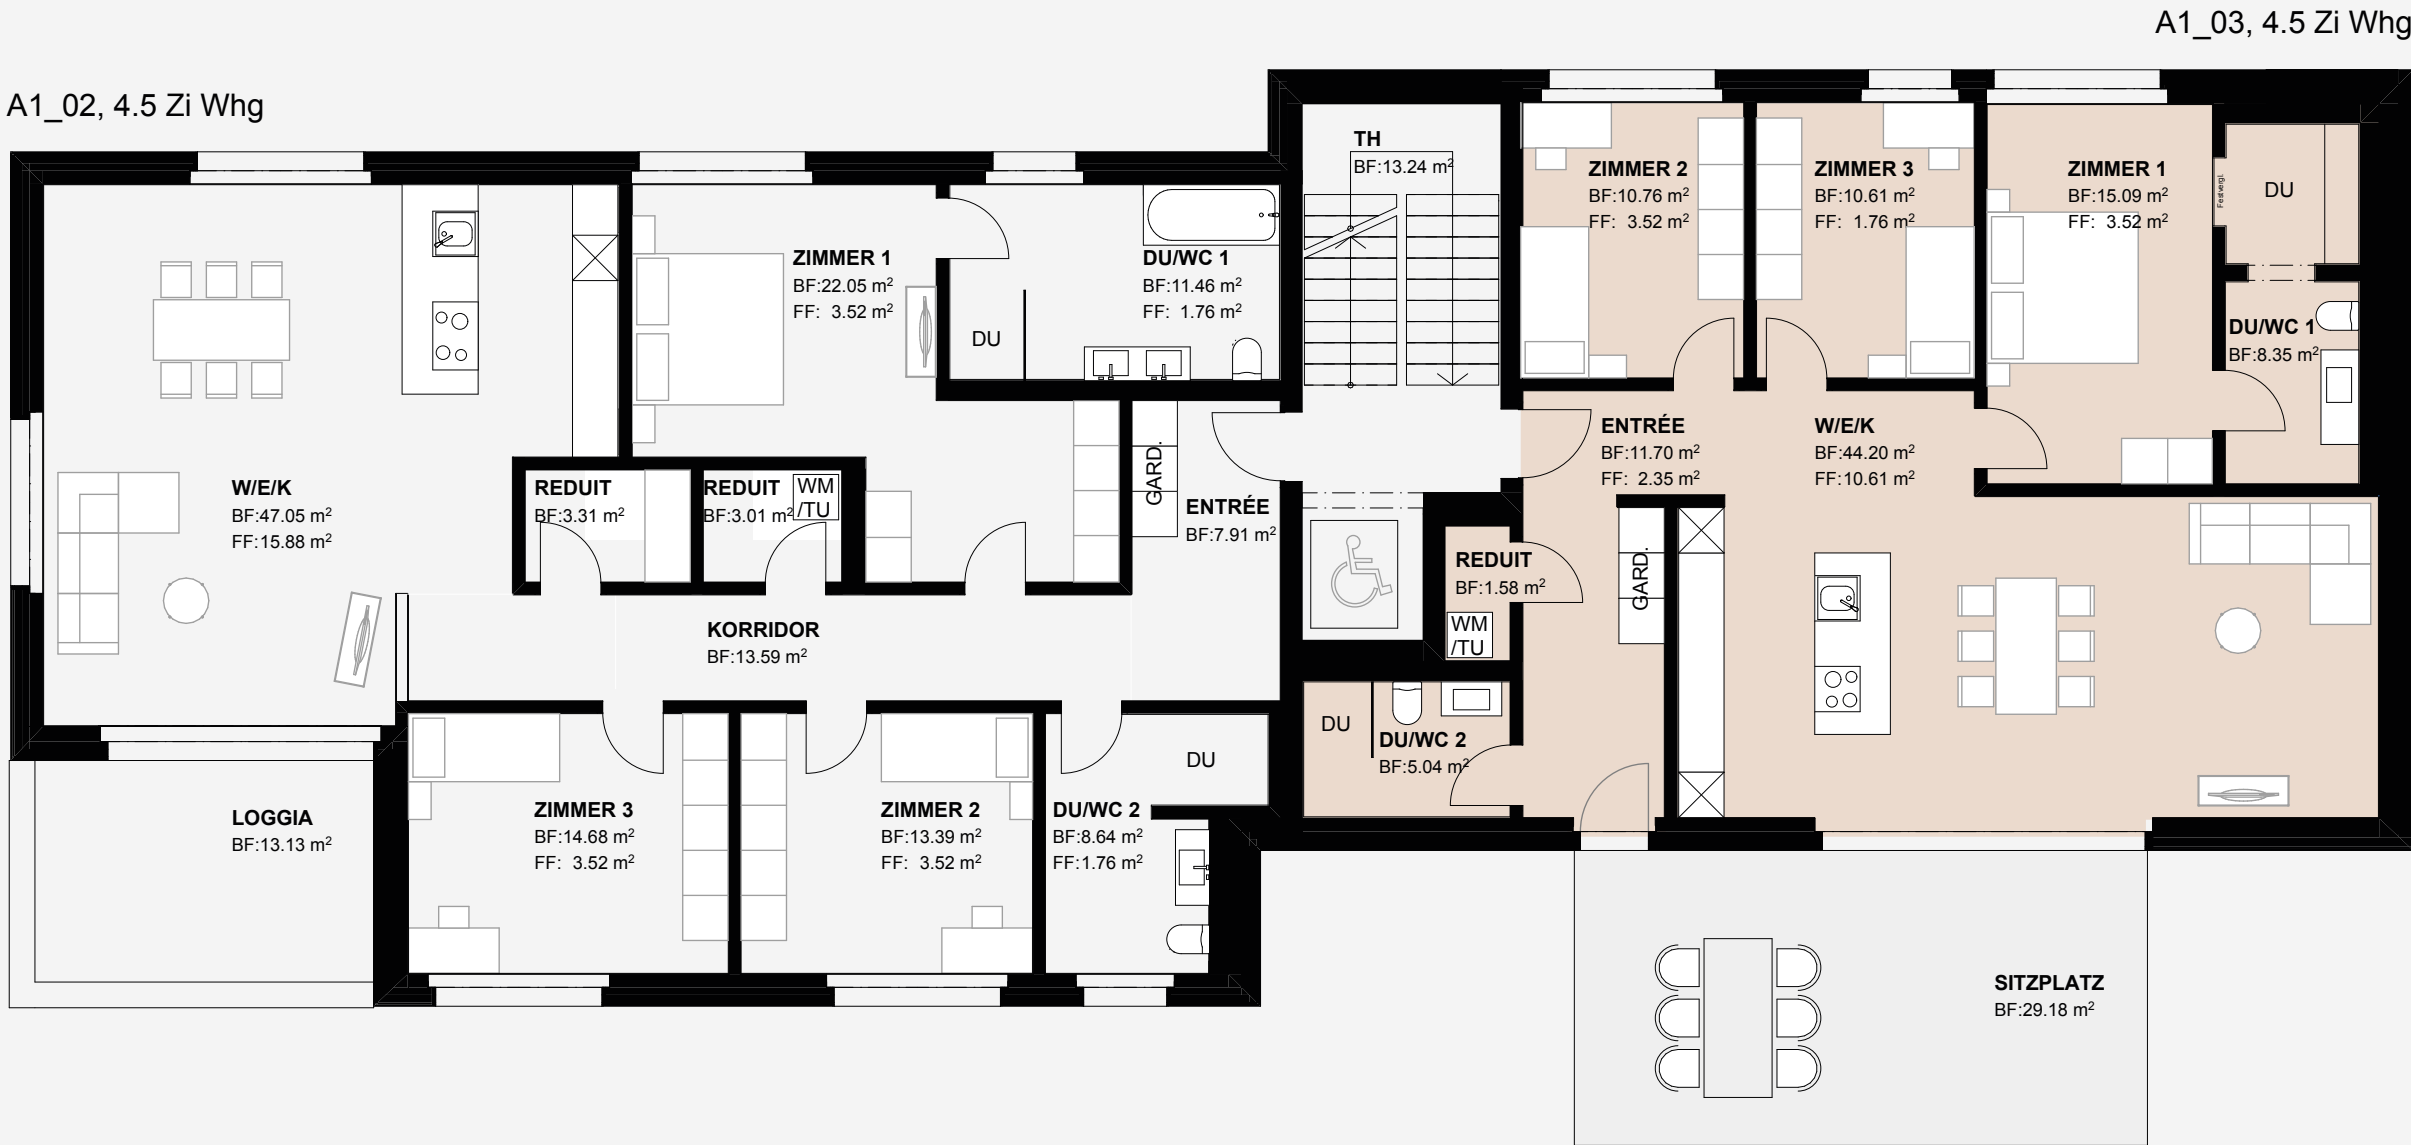 A1_03, 4.5 Zi Whg
A1_02, 4.5 Zi Whg
TH
BF:13.24 m²
ZIMMER 2
BF:10.76 m²
FF: 3.52 m²
ZIMMER 3
BF:10.61 m²
FF: 1.76 m²
ZIMMER 1
BF:15.09 m²
FF: 3.52 m²
Festvergl.
DU
ZIMMER 1
BF:22.05 m²
FF: 3.52 m²
DU/WC 1
BF:11.46 m²
FF: 1.76 m²
DU
DU/WC 1
BF:8.35 m²
W/E/K
BF:47.05 m²
FF:15.88 m²
REDUIT
BF:3.31 m²
REDUIT
BF:3.01 m²
WM
/TU
GARD.
ENTRÉE
BF:7.91 m²
ENTRÉE
BF:11.70 m²
FF: 2.35 m²
W/E/K
BF:44.20 m²
FF:10.61 m²
REDUIT
BF:1.58 m²
WM
/TU
GARD.
KORRIDOR
BF:13.59 m²
DU
DU/WC 2
BF:5.04 m²
LOGGIA
BF:13.13 m²
ZIMMER 3
BF:14.68 m²
FF: 3.52 m²
ZIMMER 2
BF:13.39 m²
FF: 3.52 m²
DU
DU/WC 2
BF:8.64 m²
FF:1.76 m²
SITZPLATZ
BF:29.18 m²